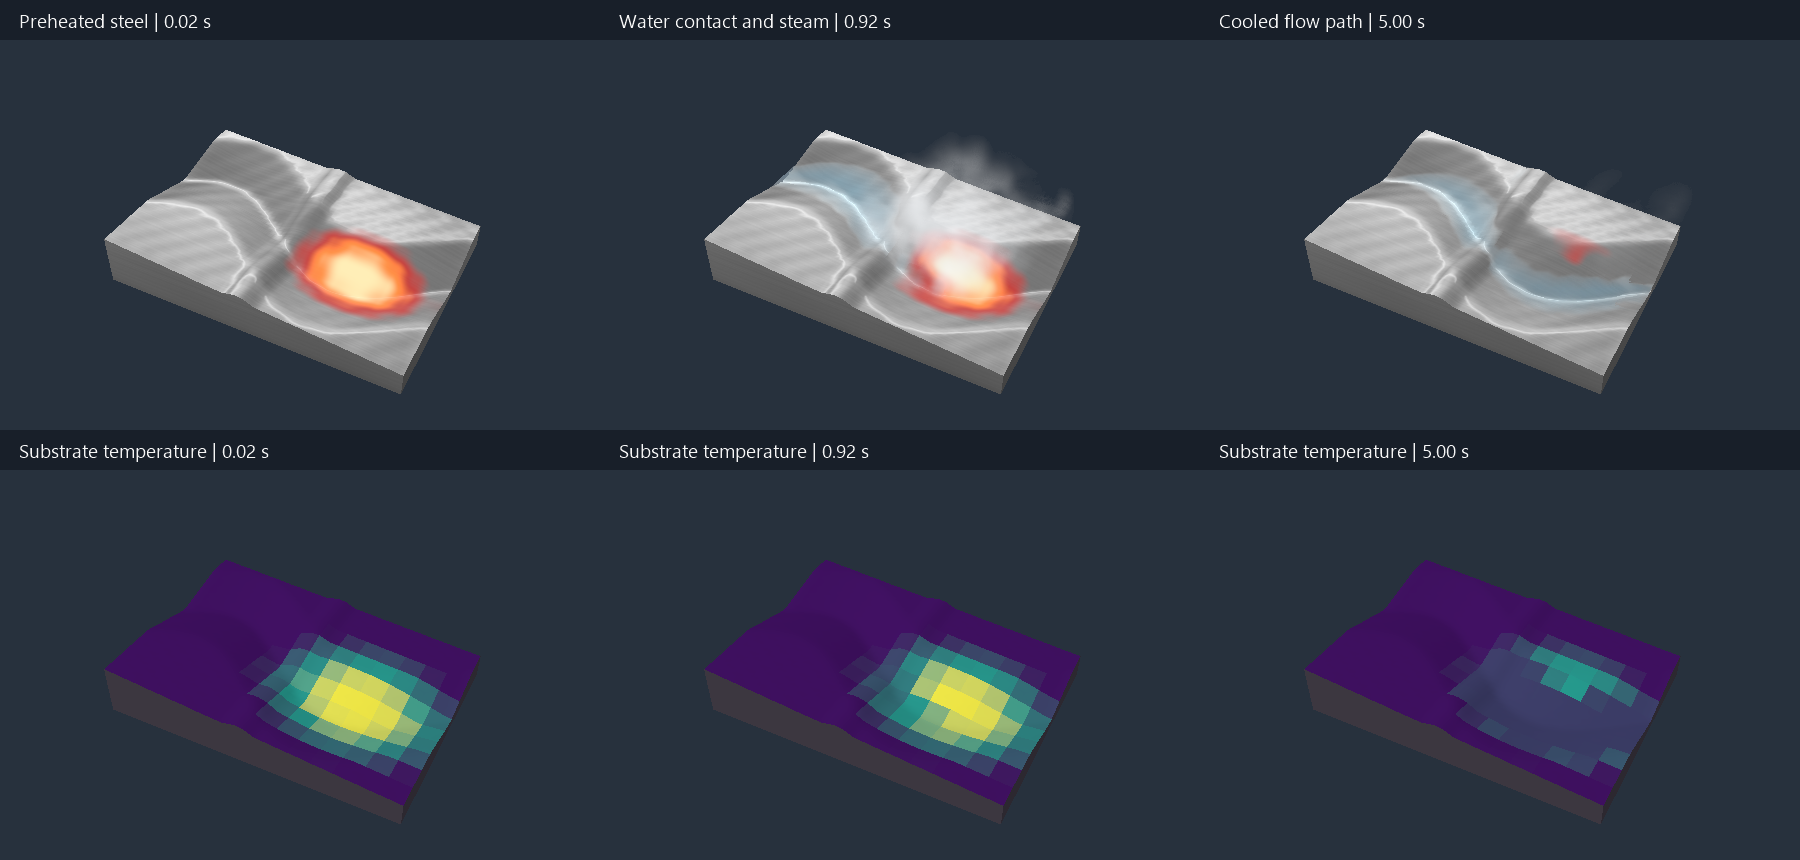 Preheated steel | 0.02 s
Water contact and steam | 0.92 s
Cooled flow path | 5.00 s
Substrate temperature | 0.02 s
Substrate temperature | 0.92 s
Substrate temperature | 5.00 s